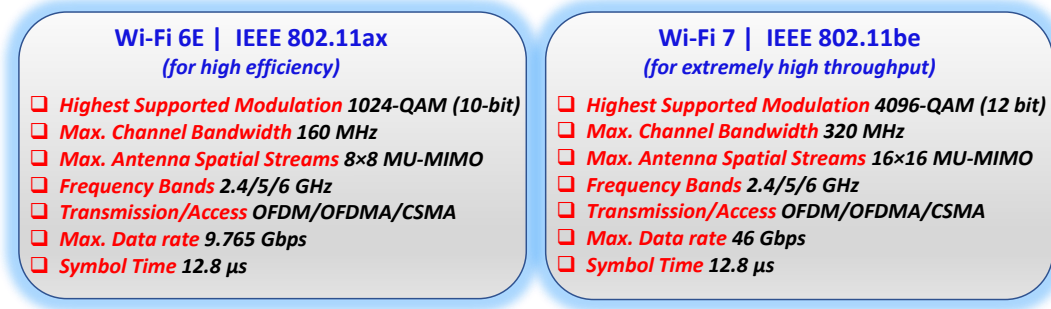 Wi-Fi 6E | IEEE 802.11ax
(for high efficiency)
❑ Highest Supported Modulation 1024-QAM (10-bit)
❑ Max. Channel Bandwidth 160 MHz
❑ Max. Antenna Spatial Streams 8×8 MU-MIMO
❑ Frequency Bands 2.4/5/6 GHz
❑ Transmission/Access OFDM/OFDMA/CSMA
❑ Max. Data rate 9.765 Gbps
❑ Symbol Time 12.8 µs
Wi-Fi 7 | IEEE 802.11be
(for extremely high throughput)
❑ Highest Supported Modulation 4096-QAM (12 bit)
❑ Max. Channel Bandwidth 320 MHz
❑ Max. Antenna Spatial Streams 16×16 MU-MIMO
❑ Frequency Bands 2.4/5/6 GHz
❑ Transmission/Access OFDM/OFDMA/CSMA
❑ Max. Data rate 46 Gbps
❑ Symbol Time 12.8 µs